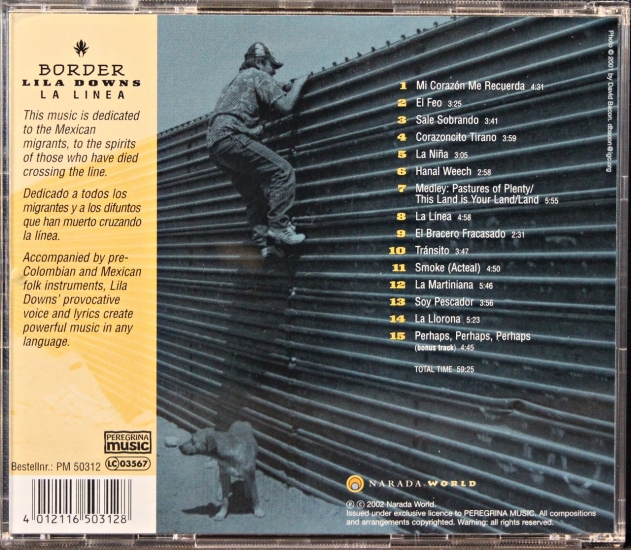 BORDER
LILA DOWNS
LA LINEA
This music is dedicated
to the Mexican
migrants, to the spirits
of those who have died
crossing the line.
Dedicado a todos los
migrantes y a los difuntos
que han muerto cruzando
la línea.
Accompanied by pre-
Colombian and Mexican
folk instruments, Lila
Downs' provocative
voice and lyrics create
powerful music in any
language.
PEREGRINA
music
LC 03567
Bestellnr.: PM 50312
4 012116 503128
1 Mi Corazón Me Recuerda 4:31
2 El Feo 3:25
3 Sale Sobrando 3:41
4 Corazoncito Tirano 3:59
5 La Niña 3:05
6 Hanal Weech 2:58
7 Medley: Pastures of Plenty/
This Land is Your Land/Land 5:55
8 La Línea 4:58
9 El Bracero Fracasado 2:31
10 Tránsito 3:47
11 Smoke (Acteal) 4:50
12 La Martiniana 5:46
13 Soy Pescador 3:56
14 La Llorona 5:23
15 Perhaps, Perhaps, Perhaps
(bonus track) 4:45
TOTAL TIME 59:25
NARADA WORLD
℗ © 2002 Narada World.
Issued under exclusive licence to PEREGRINA MUSIC. All compositions
and arrangements copyrighted. Warning: all rights reserved.
Photo © 2001 by David Bacon, dbacon@igc.org